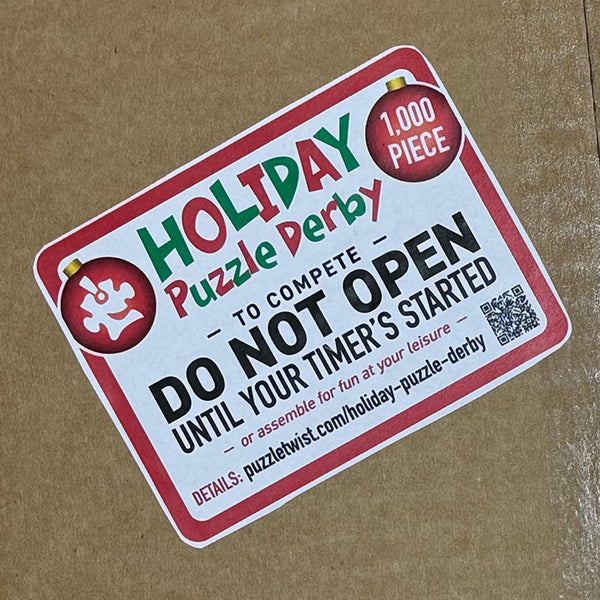 1,000
PIECE
HOLIDAY
Puzzle Derby
– TO COMPETE –
DO NOT OPEN
UNTIL YOUR TIMER'S STARTED
– or assemble for fun at your leisure –
DETAILS: puzzletwist.com/holiday-puzzle-derby